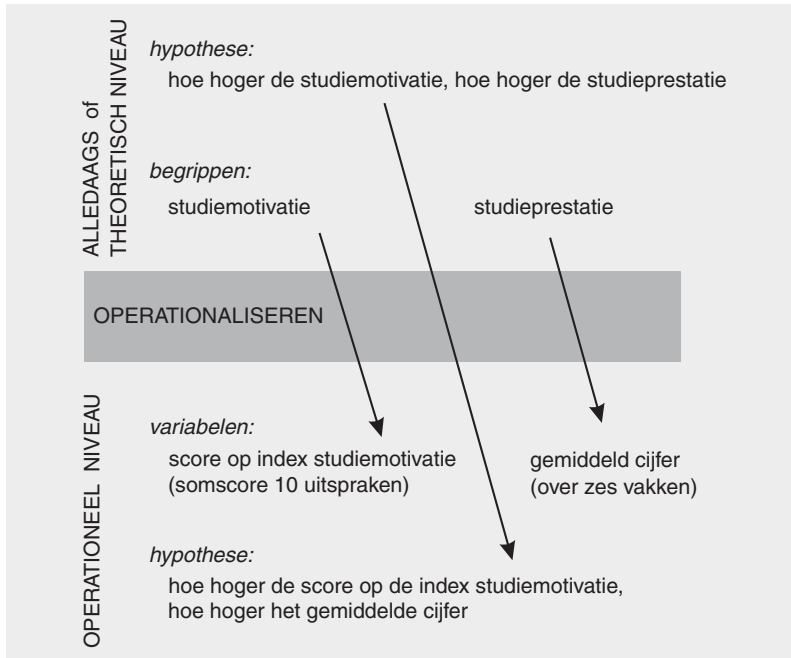 ALLEDAAGS of
THEORETISCH NIVEAU
hypothese:
hoe hoger de studiemotivatie, hoe hoger de studieprestatie
begrippen:
studiemotivatie
studieprestatie
OPERATIONALISEREN
OPERATIONEEL NIVEAU
variabelen:
score op index studiemotivatie
(somscore 10 uitspraken)
gemiddeld cijfer
(over zes vakken)
hypothese:
hoe hoger de score op de index studiemotivatie,
hoe hoger het gemiddelde cijfer